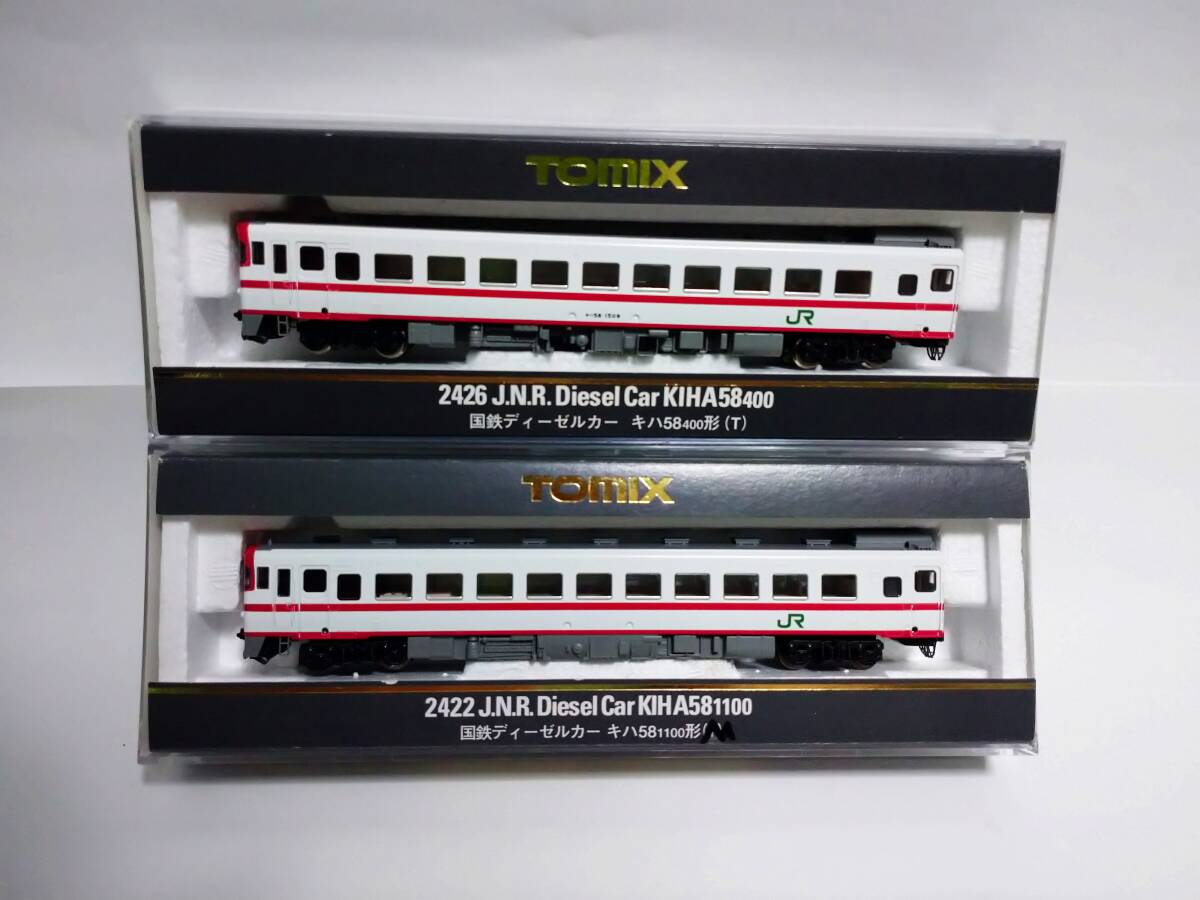 TOMIX
JR
2426 J.N.R. Diesel Car KIHA58400
国鉄ディーゼルカー キハ58400形(T)
TOMIX
JR
2422 J.N.R. Diesel Car KIHA581100
国鉄ディーゼルカー キハ581100形(M